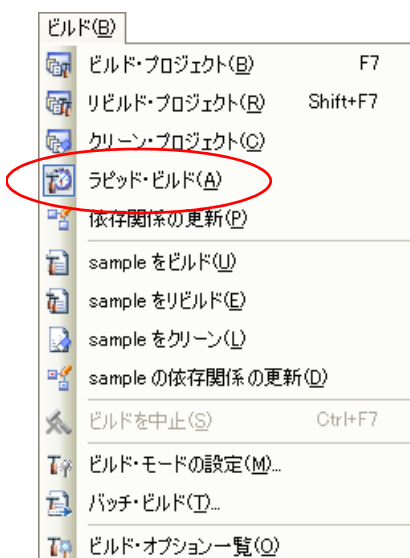 ビルド(B)
ビルド・プロジェクト(B) F7
リビルド・プロジェクト(R) Shift+F7
クリーン・プロジェクト(C)
ラピッド・ビルド(A)
依存関係の更新(P)
sample をビルド(U)
sample をリビルド(E)
sample をクリーン(L)
sample の依存関係の更新(D)
ビルドを中止(S) Ctrl+F7
ビルド・モードの設定(M)...
バッチ・ビルド(T)...
ビルド・オプション一覧(O)